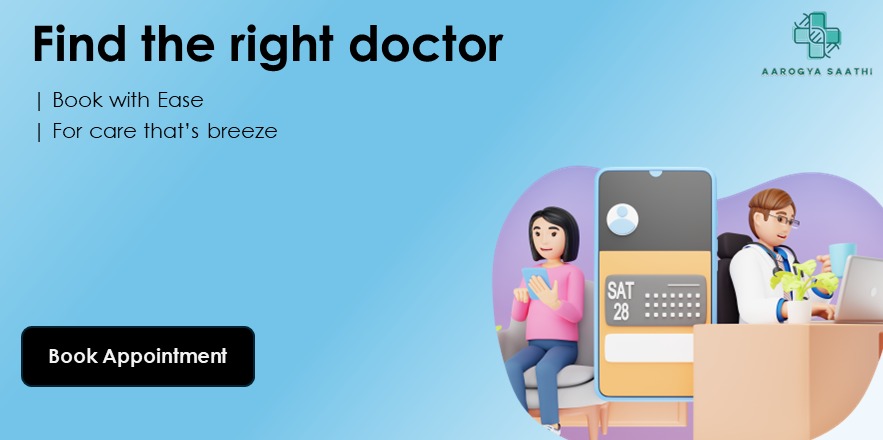 Find the right doctor
AAROGYA SAATHI
| Book with Ease
| For care that's breeze
SAT
28
Book Appointment